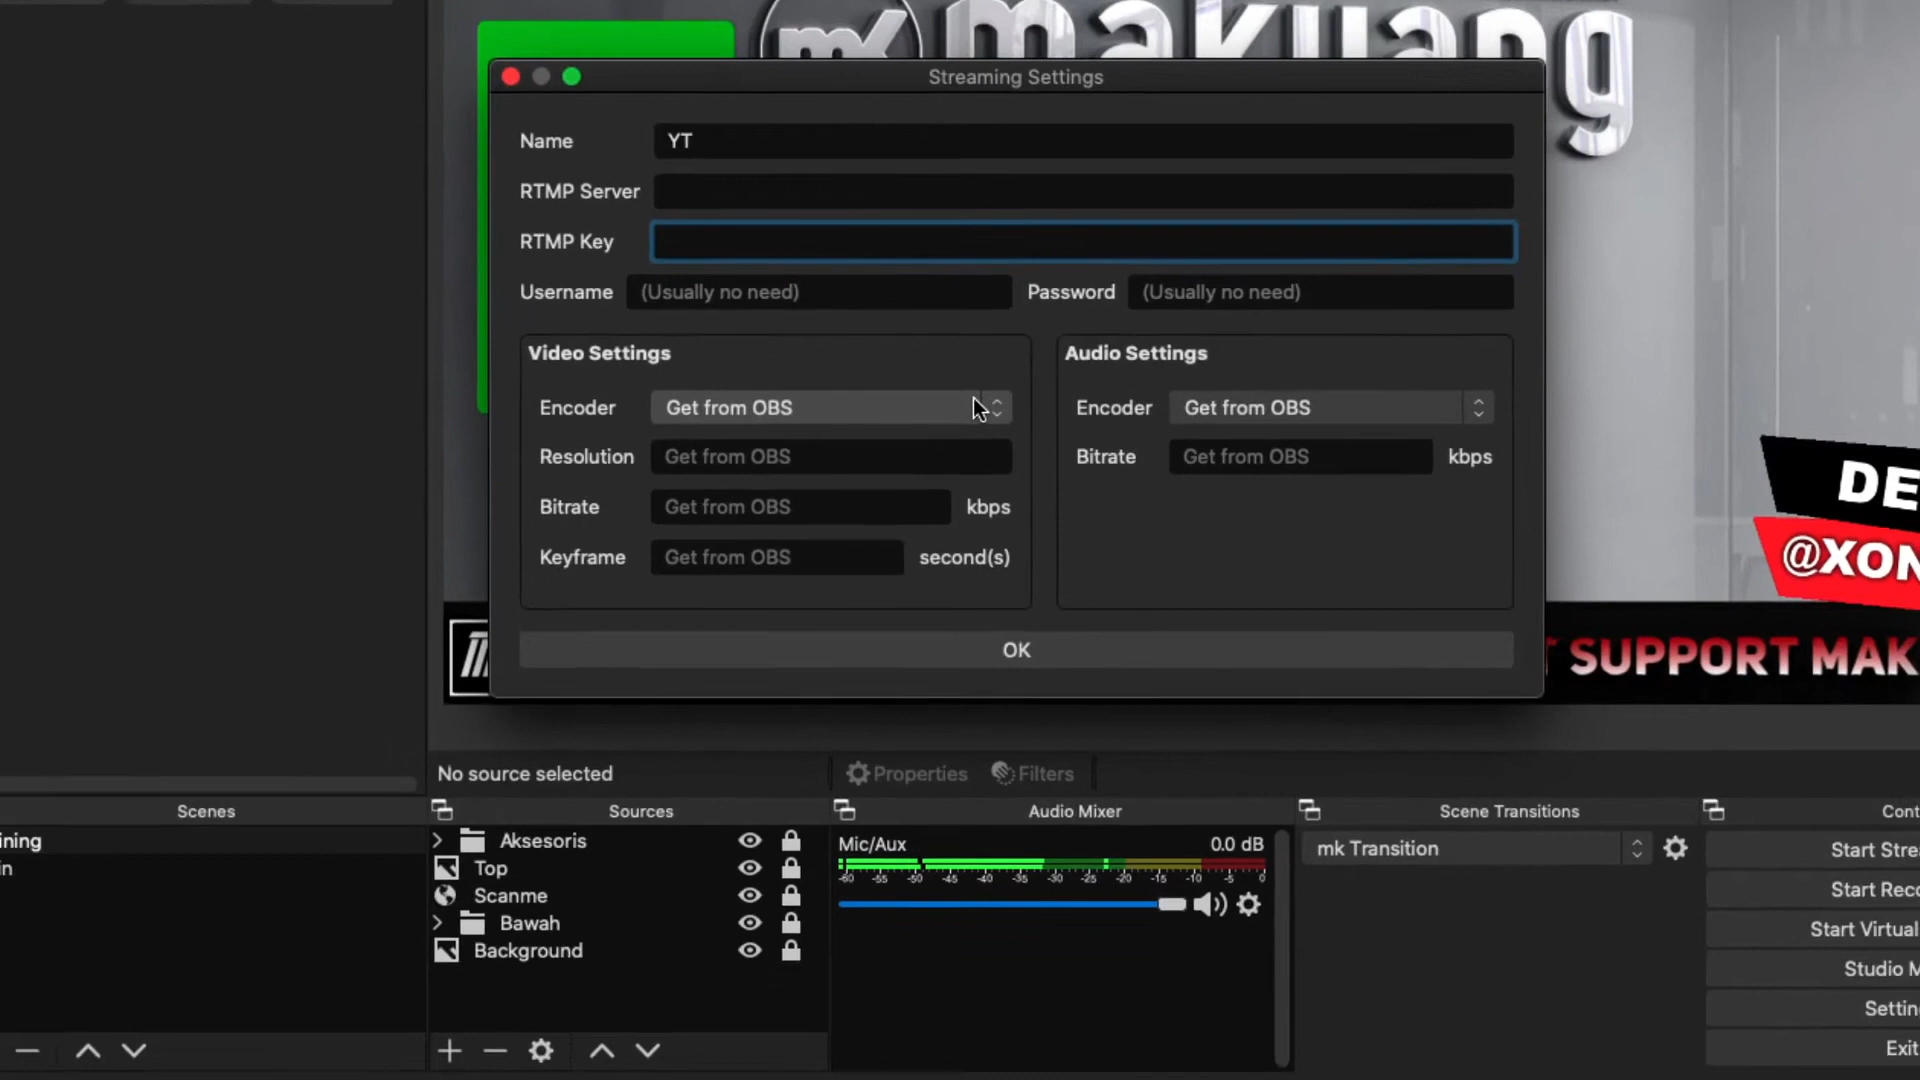 makuang
mk
Streaming Settings
Name YT
RTMP Server
RTMP Key
Username (Usually no need) Password (Usually no need)
Video Settings
Encoder Get from OBS
Resolution Get from OBS
Bitrate Get from OBS kbps
Keyframe Get from OBS second(s)
Audio Settings
Encoder Get from OBS
Bitrate Get from OBS kbps
OK
DE
@XON
SUPPORT MAK
No source selected
Properties
Filters
Scenes
ining
in
Sources
Aksesoris
Top
Scanme
Bawah
Background
Audio Mixer
Mic/Aux 0.0 dB
-60 -55 -50 -45 -40 -35 -30 -25 -20 -15 -10 -5 0
Scene Transitions
mk Transition
Cont
Start Strea
Start Reco
Start Virtual
Studio M
Settin
Exit